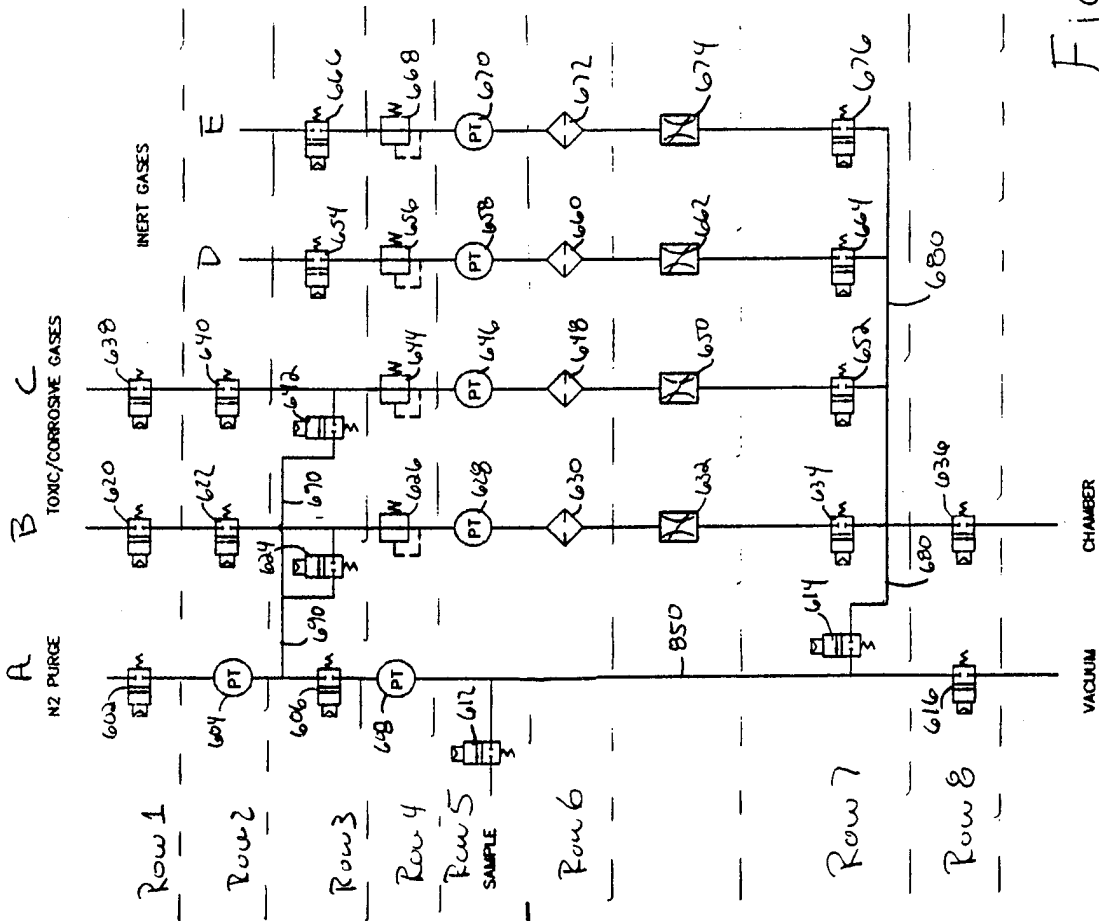 A B C
N2 PURGE TOXIC/CORROSIVE GASES INERT GASES
D E
Row 1 602 620 638
Row 2 604 PT 622 640
Row 3 606 690 624 690 642 654 666
Row 4 608 PT 626 644 656 668
Row 5 612 PT 628 PT 646 PT 658 PT 670
SAMPLE
Row 6 630 648 660 672
850 632 650 662 674
Row 7 614 634 652 664 676
680 680
Row 8 616 636
VACUUM CHAMBER
Fig